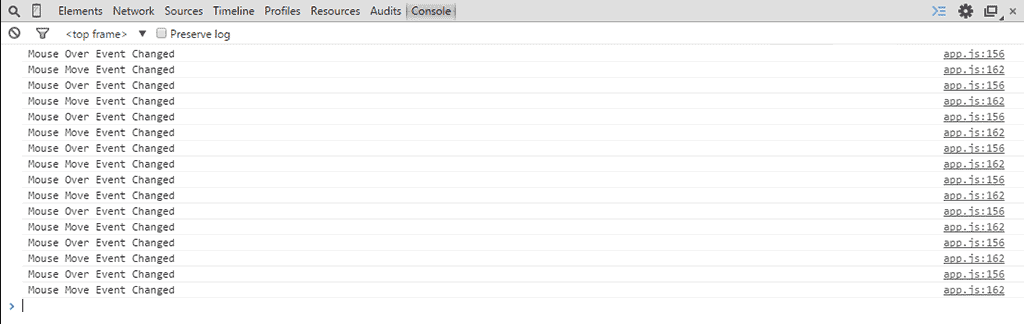 Elements Network Sources Timeline Profiles Resources Audits Console
<top frame> Preserve log
Mouse Over Event Changed app.js:156
Mouse Move Event Changed app.js:162
Mouse Over Event Changed app.js:156
Mouse Move Event Changed app.js:162
Mouse Over Event Changed app.js:156
Mouse Move Event Changed app.js:162
Mouse Over Event Changed app.js:156
Mouse Move Event Changed app.js:162
Mouse Over Event Changed app.js:156
Mouse Move Event Changed app.js:162
Mouse Over Event Changed app.js:156
Mouse Move Event Changed app.js:162
Mouse Over Event Changed app.js:156
Mouse Move Event Changed app.js:162
Mouse Over Event Changed app.js:156
Mouse Move Event Changed app.js:162